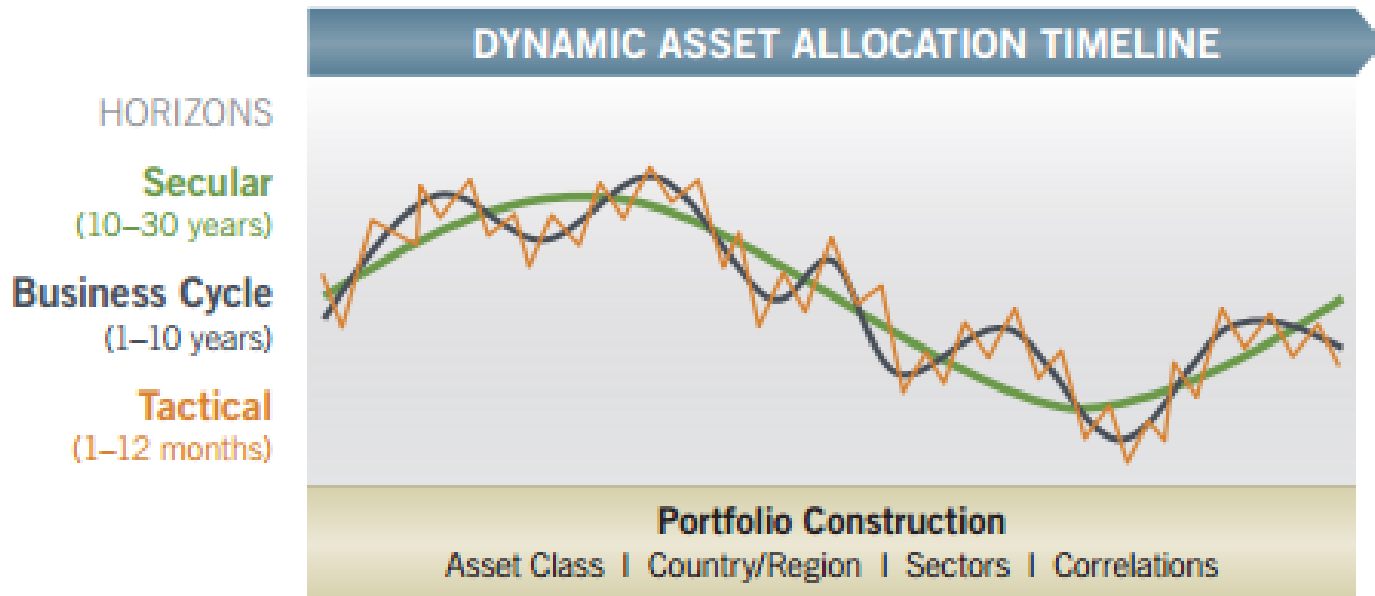 DYNAMIC ASSET ALLOCATION TIMELINE
HORIZONS
Secular
(10–30 years)
Business Cycle
(1–10 years)
Tactical
(1–12 months)
Portfolio Construction
Asset Class | Country/Region | Sectors | Correlations